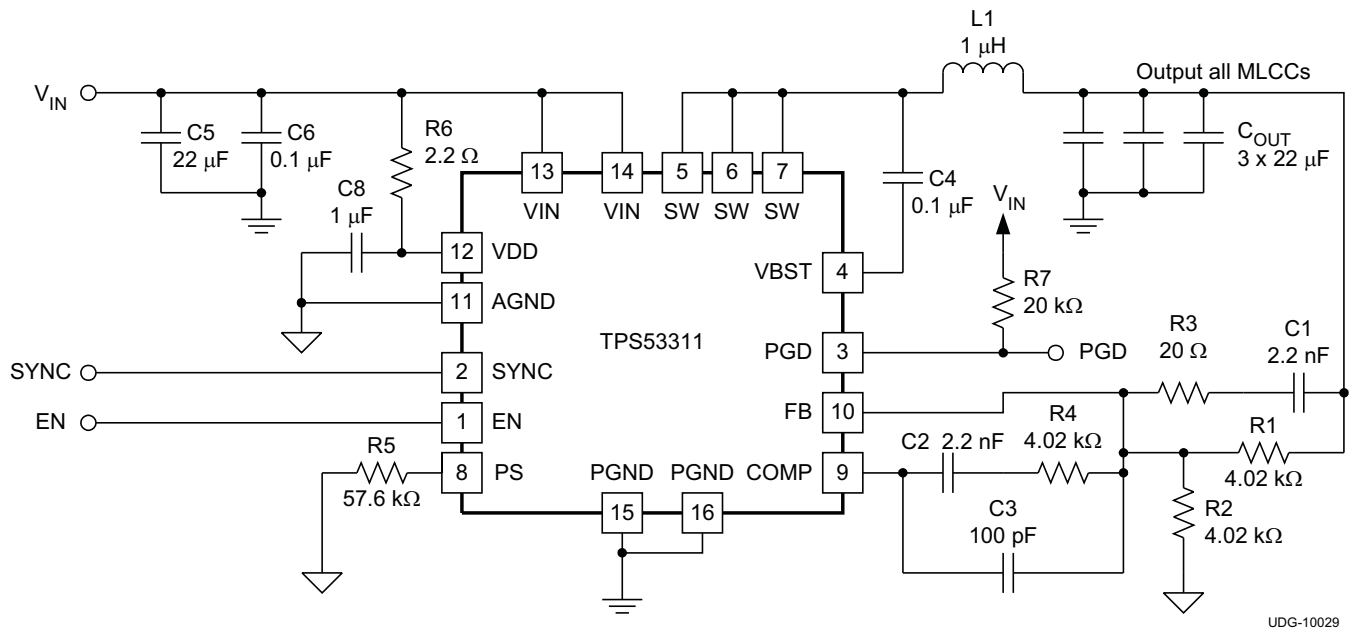 L1
1 μH
Output all MLCCs
V_IN
C5
22 μF
C6
0.1 μF
R6
2.2 Ω
C8
1 μF
13
14
5
6
7
VIN
VIN
SW
SW
SW
C4
0.1 μF
C_OUT
3 x 22 μF
V_IN
12
VDD
VBST
4
R7
20 kΩ
11
AGND
TPS53311
PGD
3
PGD
R3
20 Ω
C1
2.2 nF
SYNC
2
SYNC
FB
10
EN
1
EN
C2 2.2 nF
R4
4.02 kΩ
R1
4.02 kΩ
R5
57.6 kΩ
8
PS
PGND
PGND
COMP
9
15
16
C3
100 pF
R2
4.02 kΩ
UDG-10029